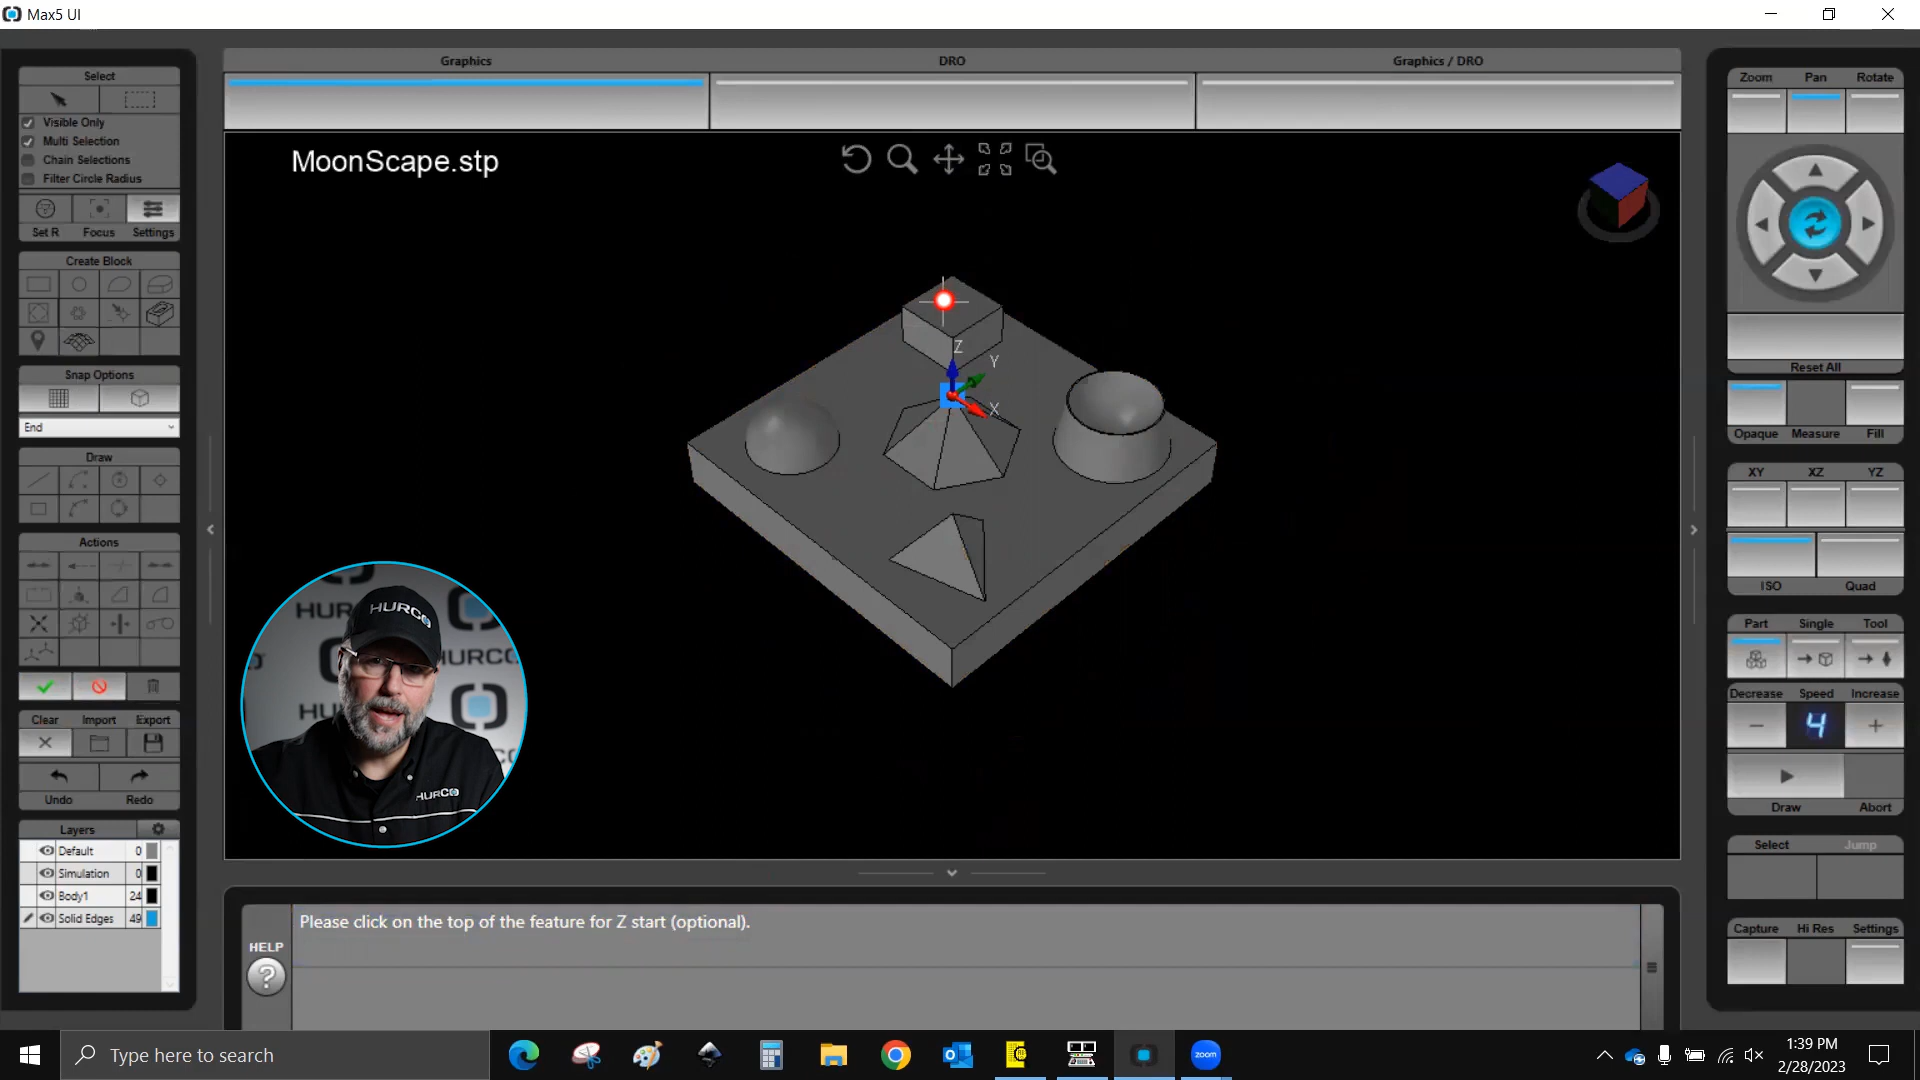 Max5 UI
Select
Visible Only
Multi Selection
Chain Selections
Filter Circle Radius
Set R
Focus
Settings
Create Block
Snap Options
End
Draw
Actions
Clear
Import
Export
Undo
Redo
Layers
Default 0
Simulation 0
Body1 24
Solid Edges 49
Graphics
DRO
Graphics / DRO
MoonScape.stp
Z
Y
X
HURCO
HURCO
HURCO
Please click on the top of the feature for Z start (optional).
HELP
?
Zoom
Pan
Rotate
Reset All
Opaque
Measure
Fill
XY
XZ
YZ
ISO
Quad
Part
Single
Tool
Decrease
Speed
Increase
4
Draw
Abort
Select
Jump
Capture
Hi Res
Settings
Type here to search
zoom
1:39 PM
2/28/2023